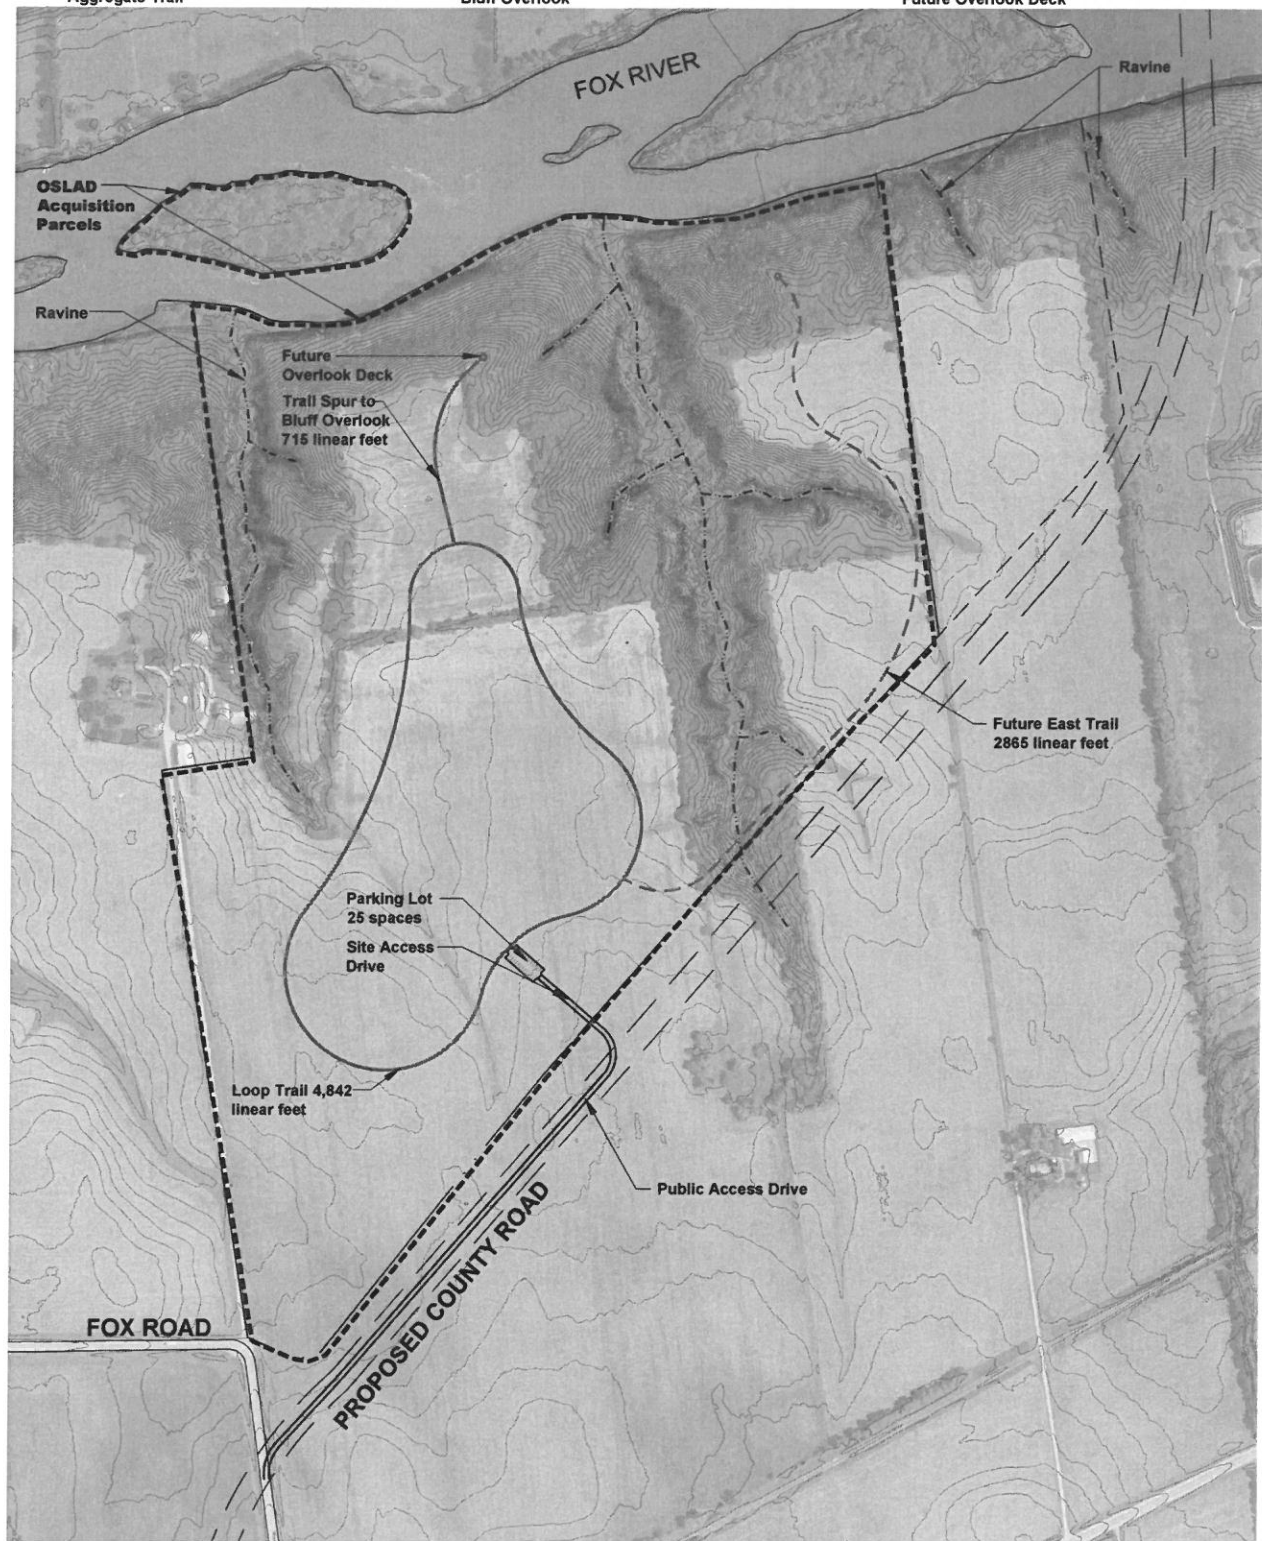 Aggregate Trail
Bluff Overlook
Future Overlook Deck
FOX RIVER
Ravine
OSLAD
Acquisition
Parcels
Ravine
Future
Overlook Deck
Trail Spur to
Bluff Overlook
715 linear feet
Future East Trail
2865 linear feet
Parking Lot
25 spaces
Site Access
Drive
Loop Trail 4,842
linear feet
Public Access Drive
PROPOSED COUNTY ROAD
FOX ROAD